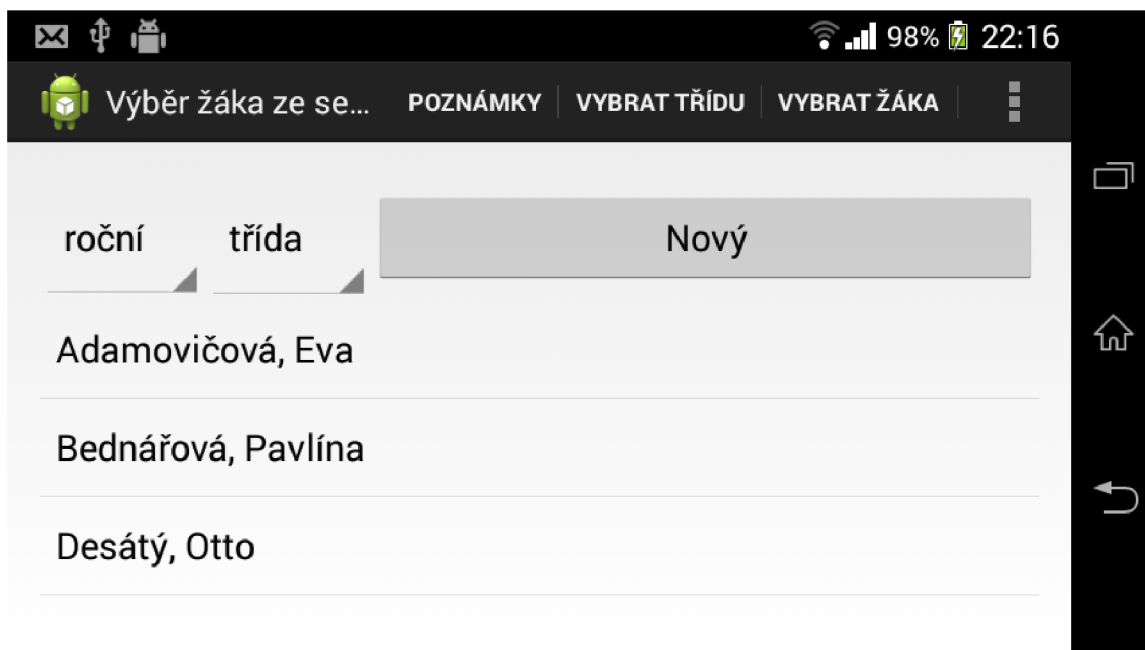 98% 22:16
Výběr žáka ze se... POZNÁMKY VYBRAT TŘÍDU VYBRAT ŽÁKA
roční třída Nový
Adamovičová, Eva
Bednářová, Pavlína
Desátý, Otto